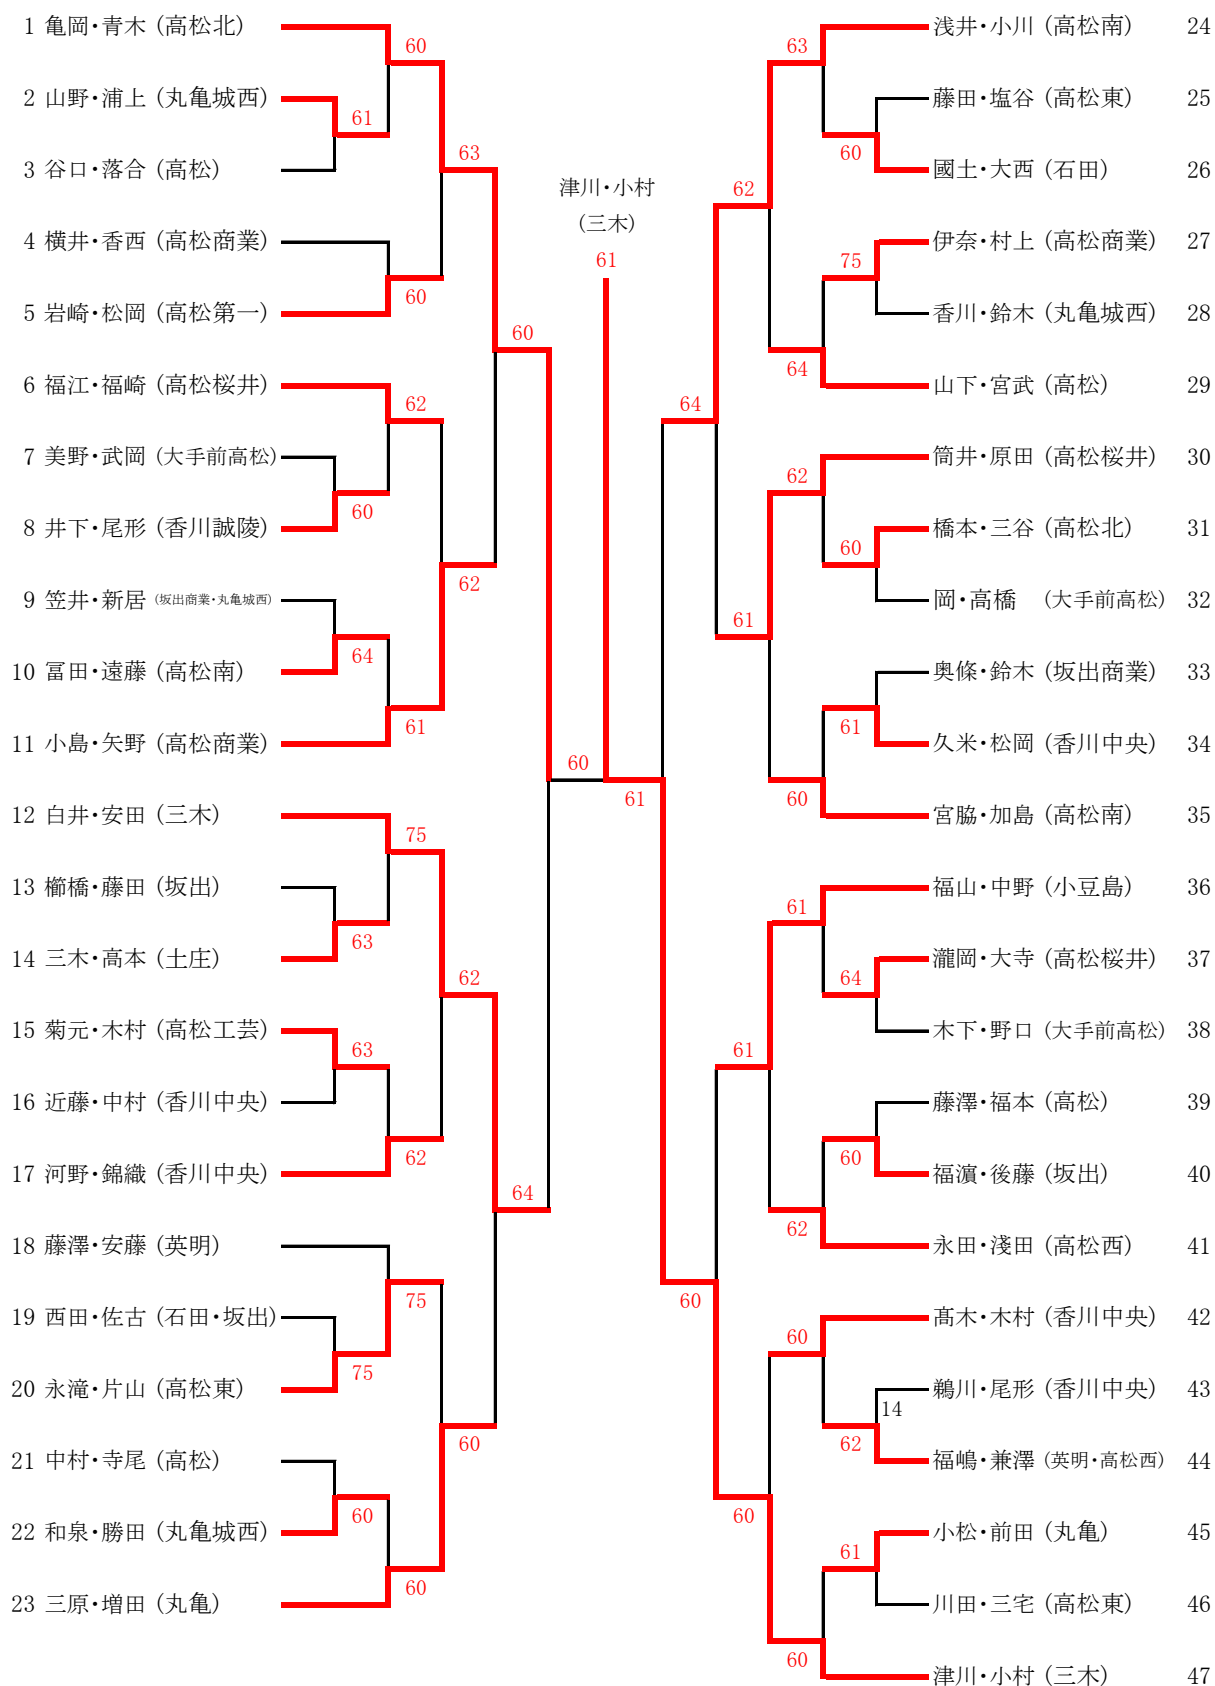 1 亀岡・青木 (高松北)
2 山野・浦上 (丸亀城西)
3 谷口・落合 (高松)
4 横井・香西 (高松商業)
5 岩崎・松岡 (高松第一)
6 福江・福崎 (高松桜井)
7 美野・武岡 (大手前高松)
8 井下・尾形 (香川誠陵)
9 笠井・新居 (坂出商業・丸亀城西)
10 冨田・遠藤 (高松南)
11 小島・矢野 (高松商業)
12 白井・安田 (三木)
13 櫛橋・藤田 (坂出)
14 三木・高本 (土庄)
15 菊元・木村 (高松工芸)
16 近藤・中村 (香川中央)
17 河野・錦織 (香川中央)
18 藤澤・安藤 (英明)
19 西田・佐古 (石田・坂出)
20 永滝・片山 (高松東)
21 中村・寺尾 (高松)
22 和泉・勝田 (丸亀城西)
23 三原・増田 (丸亀)
61
60
64
63
63
75
60
60
60
62
61
75
62
75
60
63
62
62
60
60
64
60
津川・小村
(三木)
61
61
64
60
62
61
61
60
63
64
62
60
61
62
60
60
60
75
60
61
64
60
62
14
61
浅井・小川 (高松南) 24
藤田・塩谷 (高松東) 25
國土・大西 (石田) 26
伊奈・村上 (高松商業) 27
香川・鈴木 (丸亀城西) 28
山下・宮武 (高松) 29
筒井・原田 (高松桜井) 30
橋本・三谷 (高松北) 31
岡・高橋 (大手前高松) 32
奥條・鈴木 (坂出商業) 33
久米・松岡 (香川中央) 34
宮脇・加島 (高松南) 35
福山・中野 (小豆島) 36
瀧岡・大寺 (高松桜井) 37
木下・野口 (大手前高松) 38
藤澤・福本 (高松) 39
福濵・後藤 (坂出) 40
永田・淺田 (高松西) 41
髙木・木村 (香川中央) 42
鵜川・尾形 (香川中央) 43
福嶋・兼澤 (英明・高松西) 44
小松・前田 (丸亀) 45
川田・三宅 (高松東) 46
津川・小村 (三木) 47